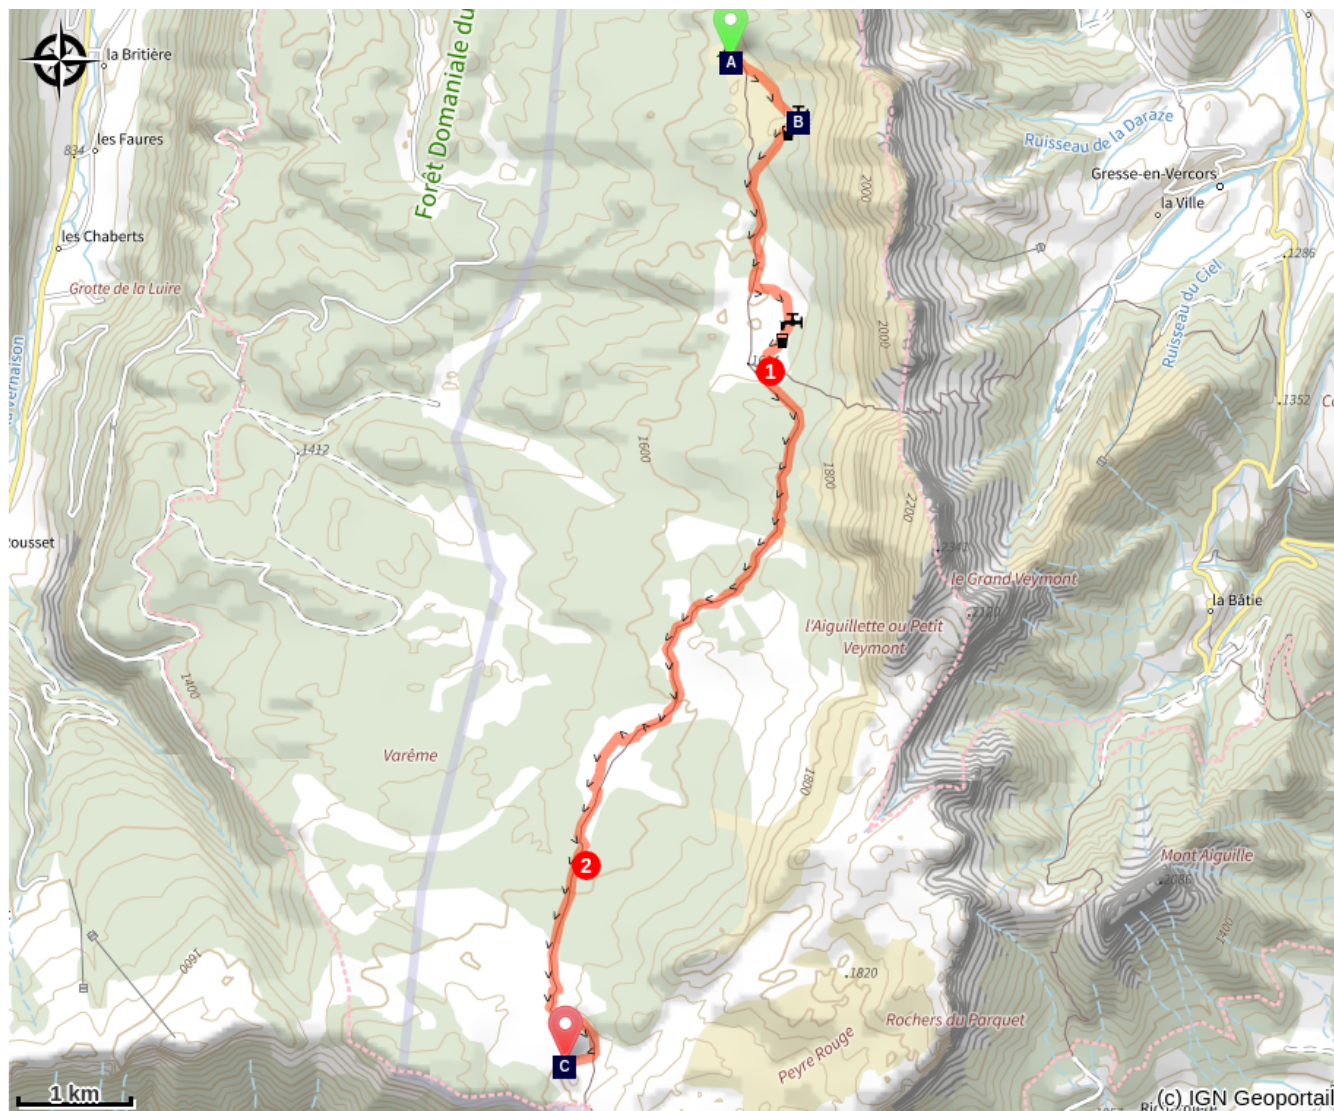 la Britière
A
les Faures
834
Forêt Domaniale du
B
Ruisseau de la Daraze
Gresse-en-Vercors
2000
la Ville
les Chaberts
1286
Grotte de la Luire
Ruisseau du Ciel
2000
Vernaison
1
1352
1412
1600
1800
2200
2341
le Grand Veymont
la Bâtie
2120
l'Aiguillette ou Petit
Veymont
1400
Varême
1800
2
Mont Aiguille
2086
1400
1600
1820
Rochers du Parquet
Peyre Rouge
C
1 km
(c) IGN Geoportail